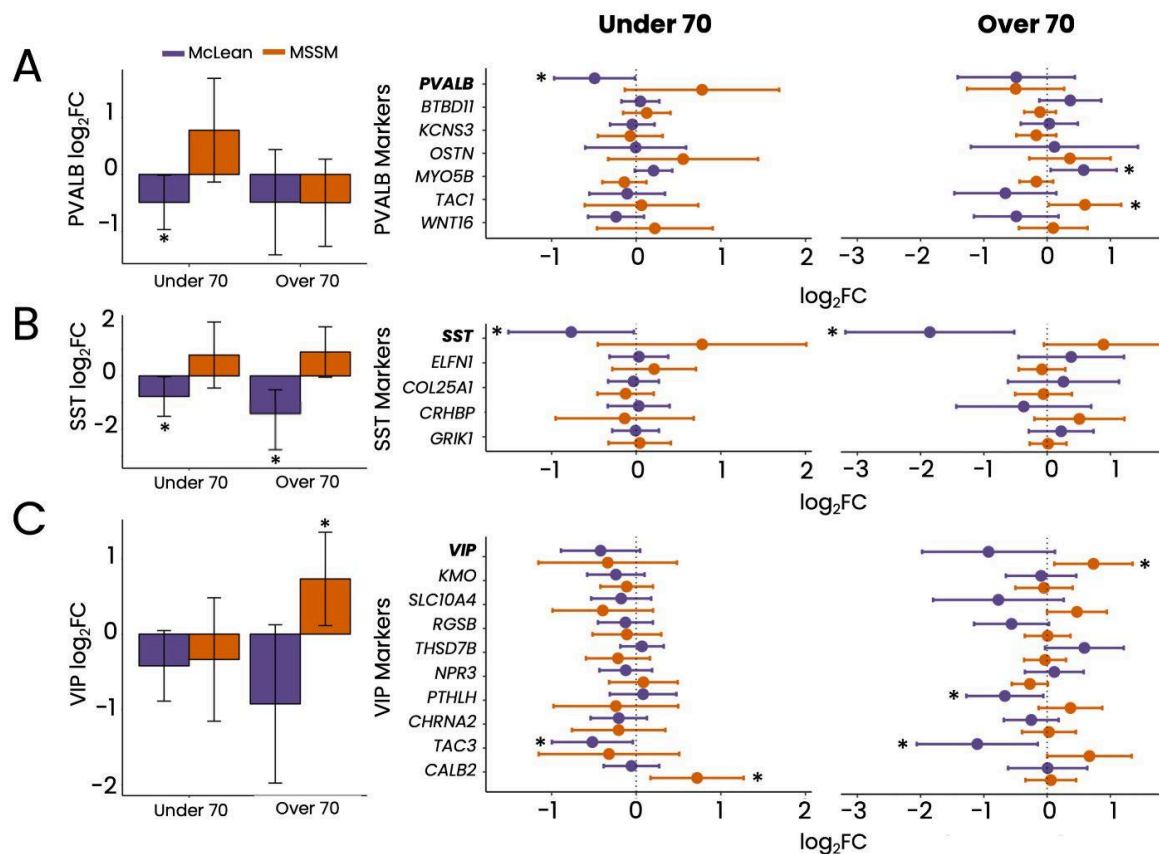 Under 70 Over 70
McLean MSSM
A
PVALB log2FC
1
0
-1
*
Under 70 Over 70
PVALB Markers
PVALB
BTBD11
KCNS3
OSTN
MYO5B
TAC1
WNT16
*
-1 0 1 2
*
*
-3 -2 -1 0 1
log2FC
B
SST log2FC
2
0
-2
*
*
Under 70 Over 70
SST Markers
SST
ELFN1
COL25A1
CRHBP
GRIK1
*
-1 0 1 2
*
-3 -2 -1 0 1
log2FC
C
VIP log2FC
1
0
-1
-2
*
Under 70 Over 70
VIP Markers
VIP
KMO
SLC10A4
RGSB
THSD7B
NPR3
PTHLH
CHRNA2
TAC3
CALB2
*
*
-1 0 1 2
*
*
*
-3 -2 -1 0 1
log2FC